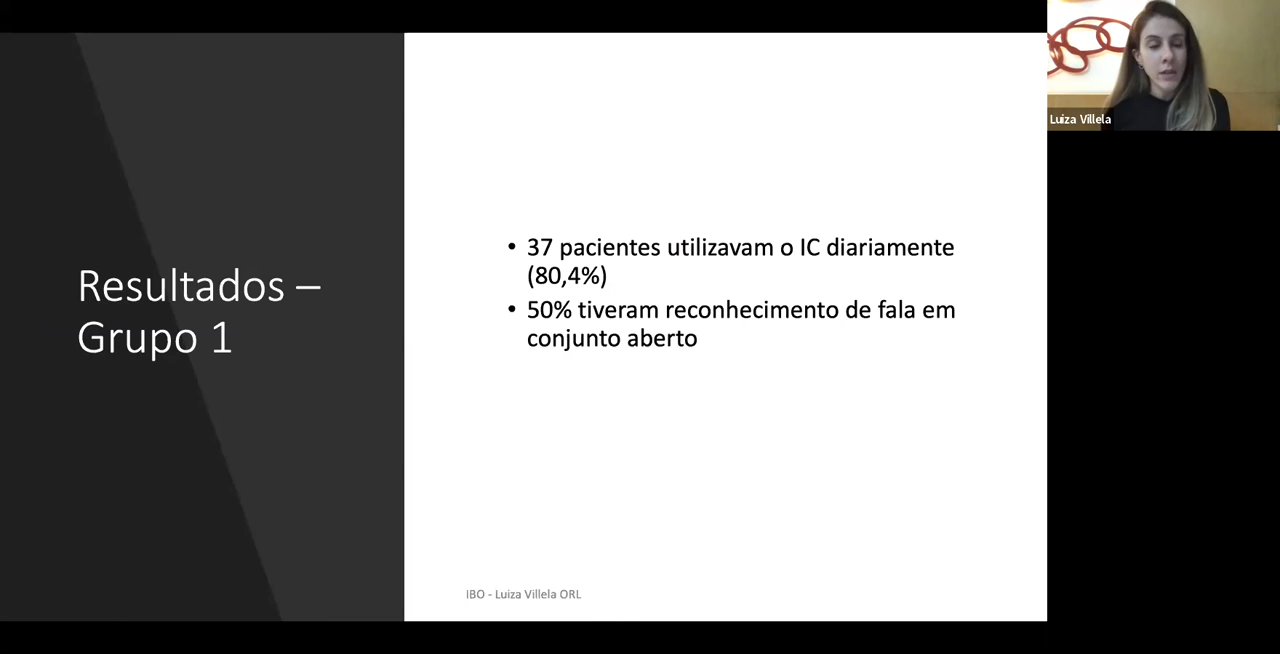 Resultados –
Grupo 1
• 37 pacientes utilizavam o IC diariamente
(80,4%)
• 50% tiveram reconhecimento de fala em
conjunto aberto
IBO - Luiza Villela ORL
Luiza Villela